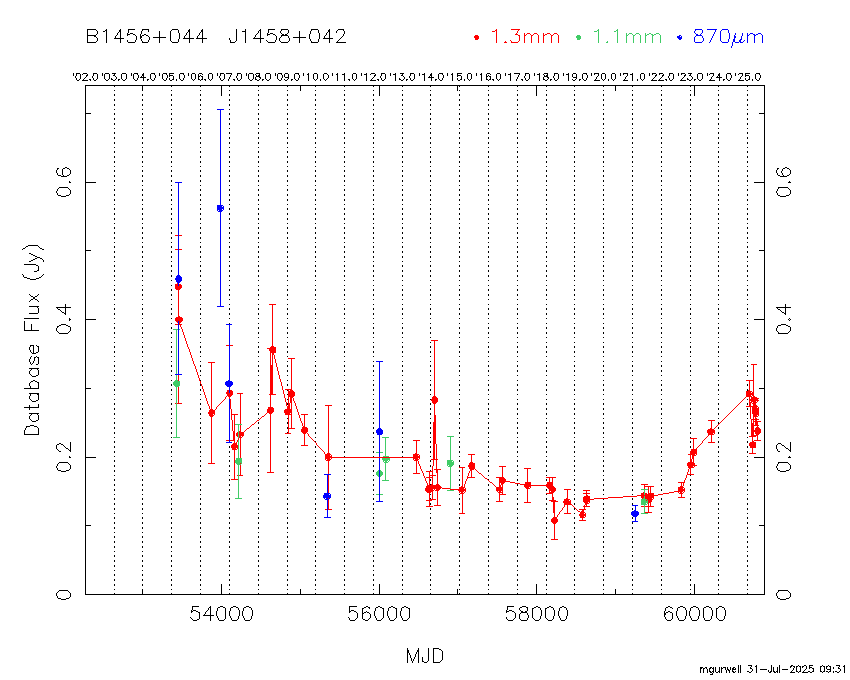 B1456+044 J1458+042 1.3mm 1.1mm 870μm
'02.0 '03.0 '04.0 '05.0 '06.0 '07.0 '08.0 '09.0 '10.0 '11.0 '12.0 '13.0 '14.0 '15.0 '16.0 '17.0 '18.0 '19.0 '20.0 '21.0 '22.0 '23.0 '24.0 '25.0
0.6 0.6
0.4 0.4
Database Flux (Jy)
0.2 0.2
0 0
54000 56000 58000 60000
MJD
mgurwell 31-Jul-2025 09:31